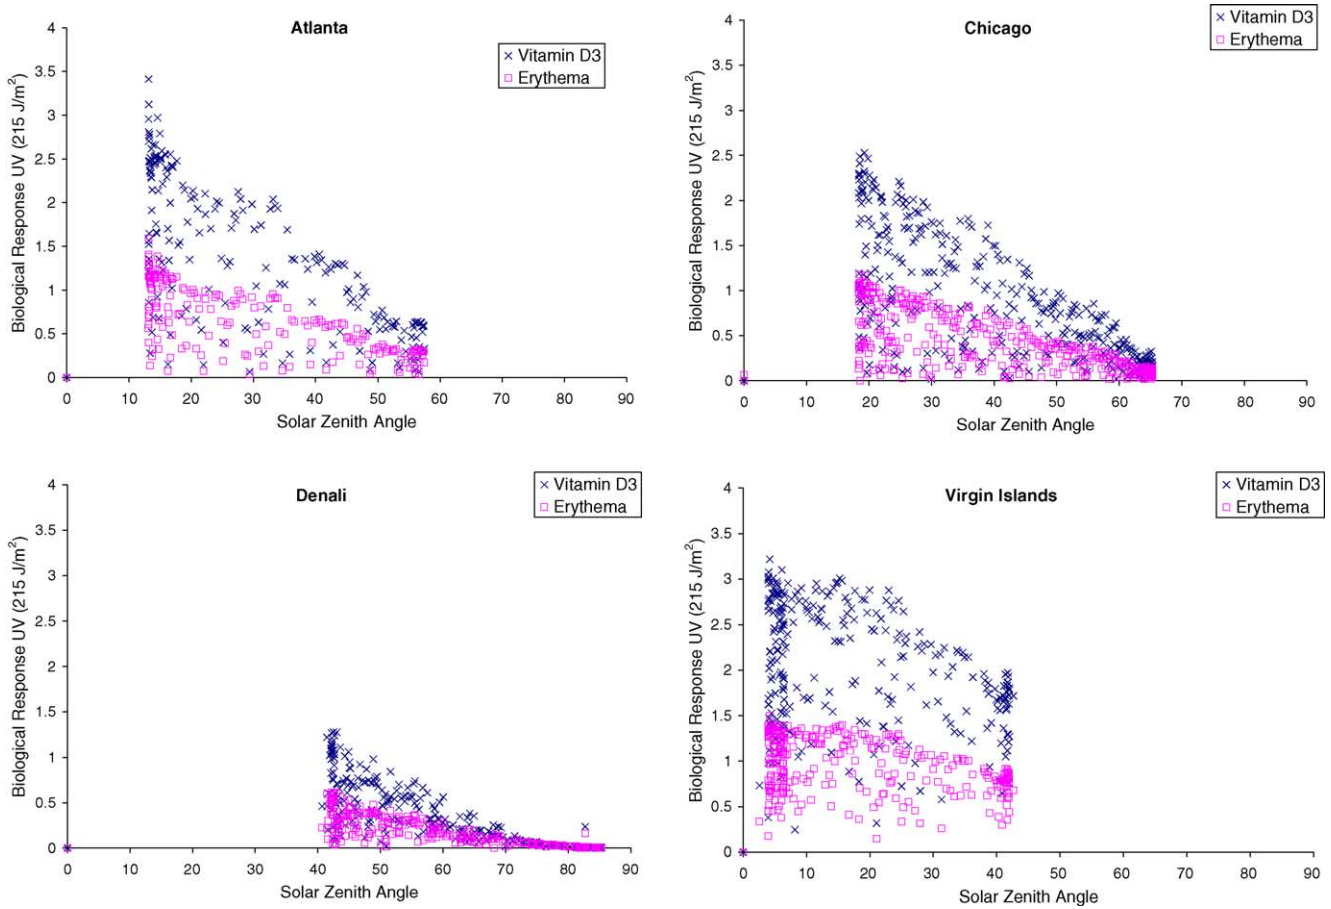 Atlanta
Vitamin D3
Erythema
Biological Response UV (215 J/m²)
4
3.5
3
2.5
2
1.5
1
0.5
0
0 10 20 30 40 50 60 70 80 90
Solar Zenith Angle
Chicago
Vitamin D3
Erythema
Biological Response UV (215 J/m²)
4
3.5
3
2.5
2
1.5
1
0.5
0
0 10 20 30 40 50 60 70 80 90
Solar Zenith Angle
Denali
Vitamin D3
Erythema
Biological Response UV (215 J/m²)
4
3.5
3
2.5
2
1.5
1
0.5
0
0 10 20 30 40 50 60 70 80 90
Solar Zenith Angle
Virgin Islands
Vitamin D3
Erythema
Biological Response UV (215 J/m²)
4
3.5
3
2.5
2
1.5
1
0.5
0
0 10 20 30 40 50 60 70 80 90
Solar Zenith Angle